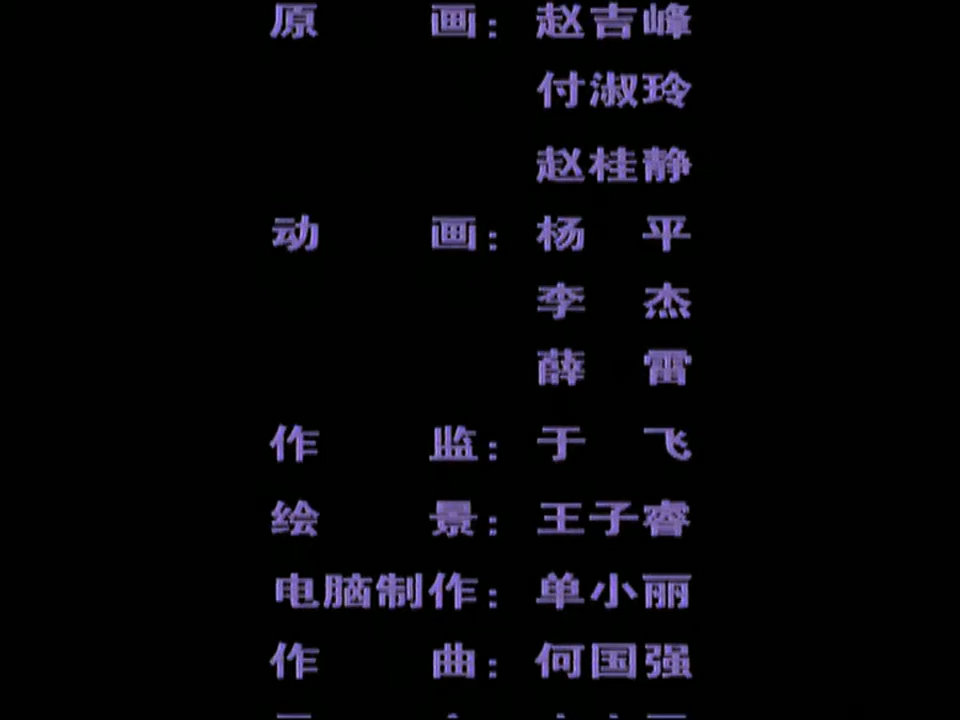 原 画：赵吉峰
付淑玲
赵桂静
动 画：杨 平
李 杰
薛 雷
作 监：于 飞
绘 景：王子睿
电脑制作：单小丽
作 曲：何国强